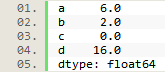 01. a 6.0
02. b 2.0
03. c 0.0
04. d 16.0
05. dtype: float64